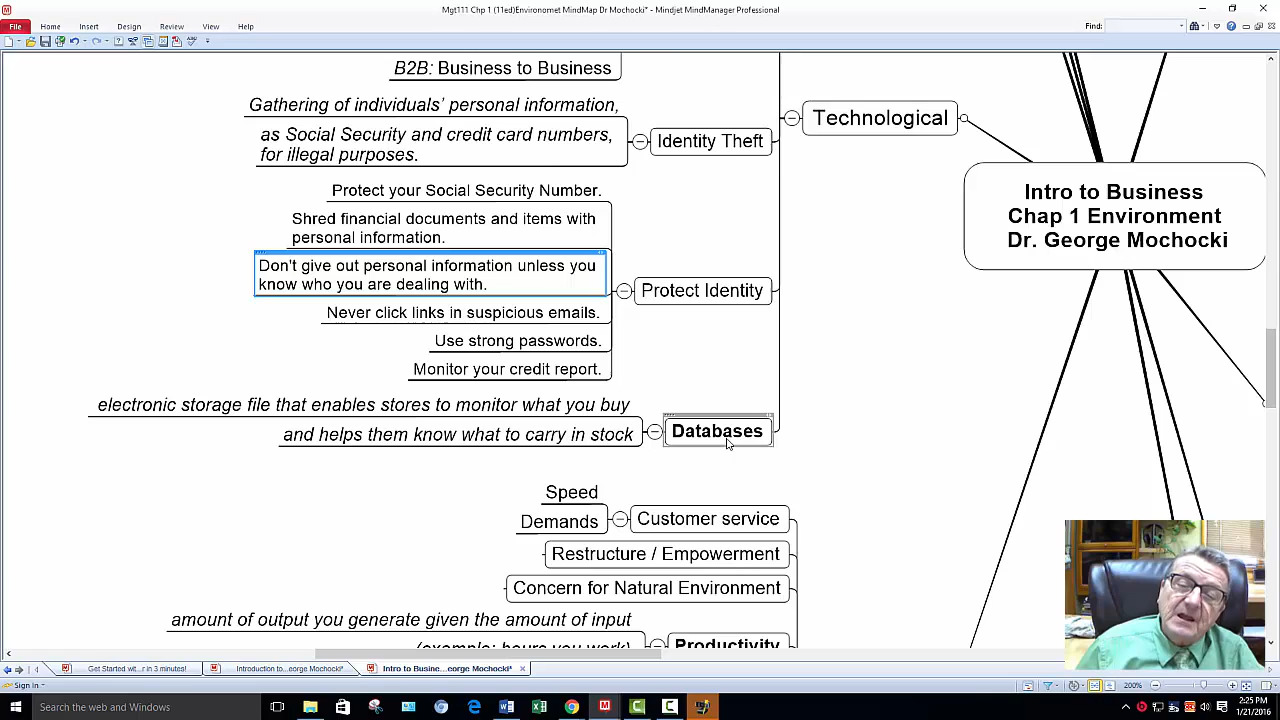 Mgt111 Chp 1 (11ed)Environomet MindMap Dr Mochocki* - Mindjet MindManager Professional
File Home Insert Design Review View Help Find:
B2B: Business to Business
Gathering of individuals' personal information,
as Social Security and credit card numbers,
for illegal purposes.
Identity Theft
Technological
Intro to Business
Chap 1 Environment
Dr. George Mochocki
Protect your Social Security Number.
Shred financial documents and items with
personal information.
Don't give out personal information unless you
know who you are dealing with.
Never click links in suspicious emails.
Use strong passwords.
Monitor your credit report.
Protect Identity
electronic storage file that enables stores to monitor what you buy
and helps them know what to carry in stock
Databases
Speed
Demands
Customer service
Restructure / Empowerment
Concern for Natural Environment
amount of output you generate given the amount of input
(example: hours you work)
Productivity
Get Started wit...r in 3 minutes! Introduction to...eorge Mochocki* Intro to Busine...eorge Mochocki*
Sign In 200%
Search the web and Windows
2:25 PM
1/21/2016